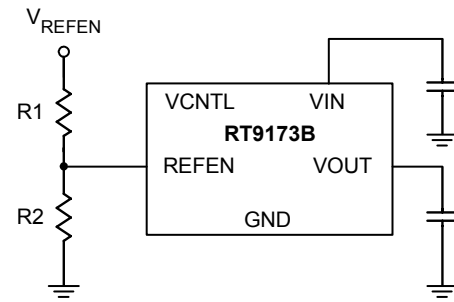 VREFEN
R1
VCNTL VIN
RT9173B
REFEN VOUT
R2
GND